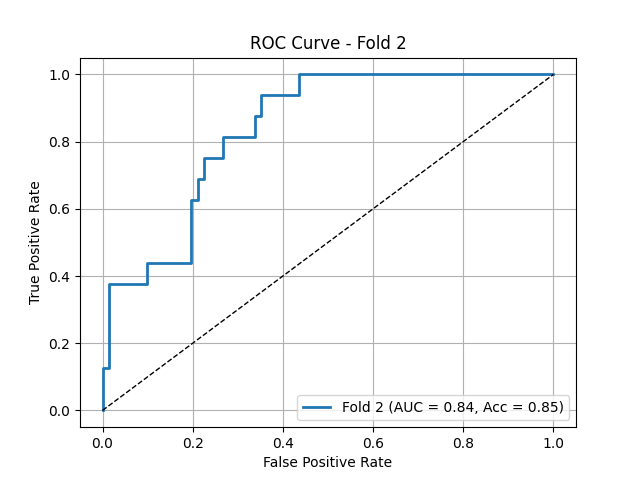 ROC Curve - Fold 2
True Positive Rate
1.0
0.8
0.6
0.4
0.2
0.0
Fold 2 (AUC = 0.84, Acc = 0.85)
0.0 0.2 0.4 0.6 0.8 1.0
False Positive Rate